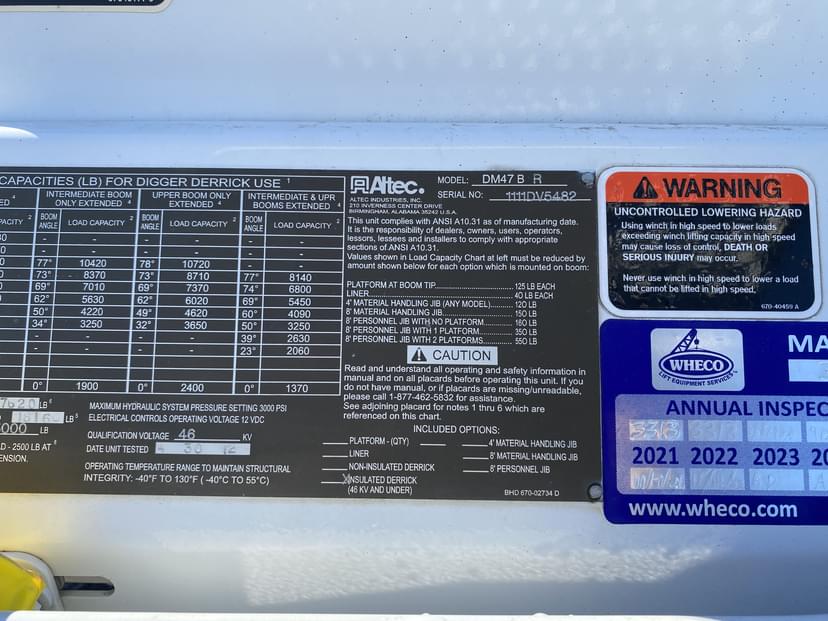 CAPACITIES (LB) FOR DIGGER DERRICK USE 1
INTERMEDIATE BOOM ONLY EXTENDED 4
UPPER BOOM ONLY EXTENDED 4
INTERMEDIATE & UPR BOOMS EXTENDED 4
BOOM ANGLE LOAD CAPACITY 2 BOOM ANGLE LOAD CAPACITY 2 BOOM ANGLE LOAD CAPACITY 2
- - - - - -
- - - - - -
77° 10420 78° 10720 - -
73° 8370 73° 8710 77° 8140
69° 7010 69° 7370 74° 6800
62° 5630 62° 6020 69° 5450
50° 4220 49° 4620 60° 4090
34° 3250 32° 3650 50° 3250
- - - - 39° 2630
- - - - 23° 2060
0° 1900 0° 2400 0° 1370
MAXIMUM HYDRAULIC SYSTEM PRESSURE SETTING 3000 PSI
ELECTRICAL CONTROLS OPERATING VOLTAGE 12 VDC
QUALIFICATION VOLTAGE 46 KV
DATE UNIT TESTED 4 30 12
- 2500 LB AT
OPERATING TEMPERATURE RANGE TO MAINTAIN STRUCTURAL
INTEGRITY: -40°F TO 130°F ( -40°C TO 55°C)
Altec.
ALTEC INDUSTRIES, INC.
210 INVERNESS CENTER DRIVE
BIRMINGHAM, ALABAMA 35242 U.S.A.
MODEL: DM47 B R
SERIAL NO: 1111DV5482
This unit complies with ANSI A10.31 as of manufacturing date.
It is the responsibility of dealers, owners, users, operators,
lessors, lessees and installers to comply with appropriate
sections of ANSI A10.31.
Values shown in Load Capacity Chart at left must be reduced by
amount shown below for each option which is mounted on boom:
PLATFORM AT BOOM TIP 125 LB EACH
LINER 40 LB EACH
4' MATERIAL HANDLING JIB (ANY MODEL) 120 LB
8' MATERIAL HANDLING JIB 150 LB
8' PERSONNEL JIB WITH NO PLATFORM 160 LB
8' PERSONNEL JIB WITH 1 PLATFORM 350 LB
8' PERSONNEL JIB WITH 2 PLATFORMS 550 LB
CAUTION
Read and understand all operating and safety information in
manual and on all placards before operating this unit. If you
do not have manual, or if placards are missing/unreadable,
please call 1-877-462-5832 for assistance.
See adjoining placard for notes 1 thru 6 which are
referenced on this chart.
INCLUDED OPTIONS:
PLATFORM - (QTY)
LINER
NON-INSULATED DERRICK
X INSULATED DERRICK
(46 KV AND UNDER)
4' MATERIAL HANDLING JIB
8' MATERIAL HANDLING JIB
8' PERSONNEL JIB
BHD 670-02734 D
WARNING
UNCONTROLLED LOWERING HAZARD
Using winch in high speed to lower loads
exceeding winch lifting capacity in high speed
may cause loss of control, DEATH OR
SERIOUS INJURY may occur.
Never use winch in high speed to lower a load
that cannot be lifted in high speed.
670-40459 A
WHECO
LIFT EQUIPMENT SERVICES
MA
ANNUAL INSPEC
2021 2022 2023 20
www.wheco.com